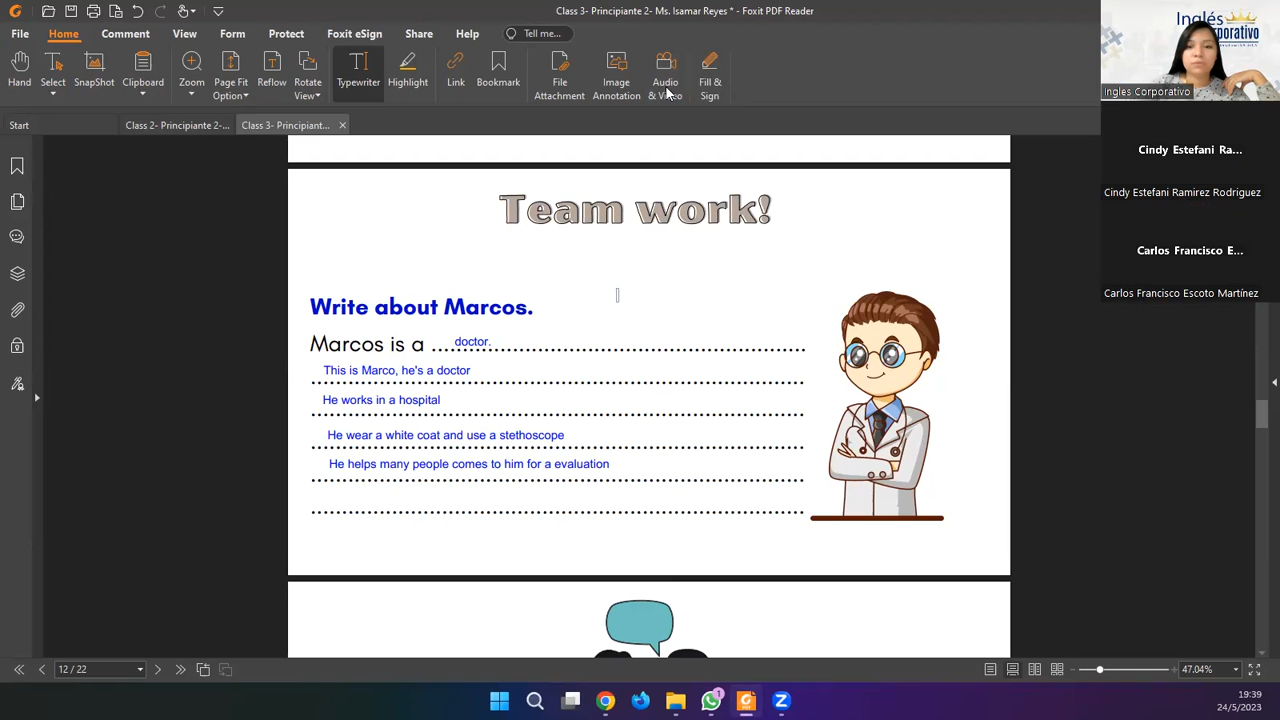 Class 3- Principiante 2- Ms. Isamar Reyes * - Foxit PDF Reader
File Home Comment View Form Protect Foxit eSign Share Help Tell me...
Hand Select SnapShot Clipboard Zoom Page Fit Option Reflow Rotate View Typewriter Highlight Link Bookmark File Attachment Image Annotation Audio & Video Fill & Sign
Start Class 2- Principiante 2-... Class 3- Principiant...
Team work!
Write about Marcos.
Marcos is a ...doctor.
This is Marco, he's a doctor
He works in a hospital
He wear a white coat and use a stethoscope
He helps many people comes to him for a evaluation
Inglés
Corporativo
Ingles Corporativo
Cindy Estefani Ra...
Cindy Estefani Ramirez Rodriguez
Carlos Francisco E...
Carlos Francisco Escoto Martínez
12 / 22
47.04%
1
19:39
24/5/2023